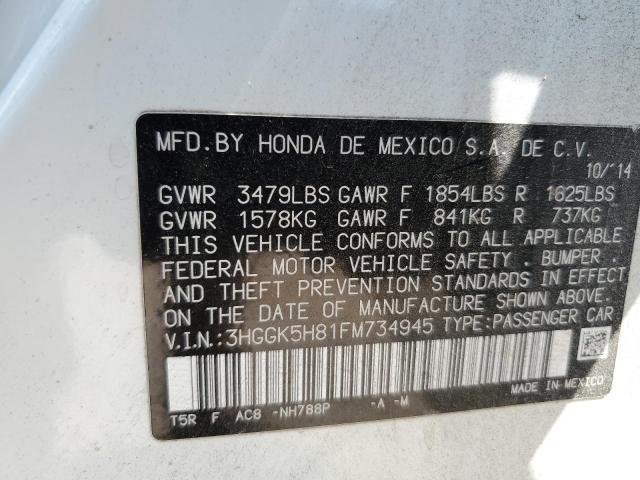 MFD.BY HONDA DE MEXICO S.A. DE C.V.
10/'14
GVWR 3479LBS GAWR F 1854LBS R 1625LBS
GVWR 1578KG GAWR F 841KG R 737KG
THIS VEHICLE CONFORMS TO ALL APPLICABLE
FEDERAL MOTOR VEHICLE SAFETY . BUMPER
AND THEFT PREVENTION STANDARDS IN EFFECT
ON THE DATE OF MANUFACTURE SHOWN ABOVE.
V.I.N.:3HGGK5H81FM734945 TYPE:PASSENGER CAR
MADE IN MEXICO
T5R F AC8 -NH788P -A -M